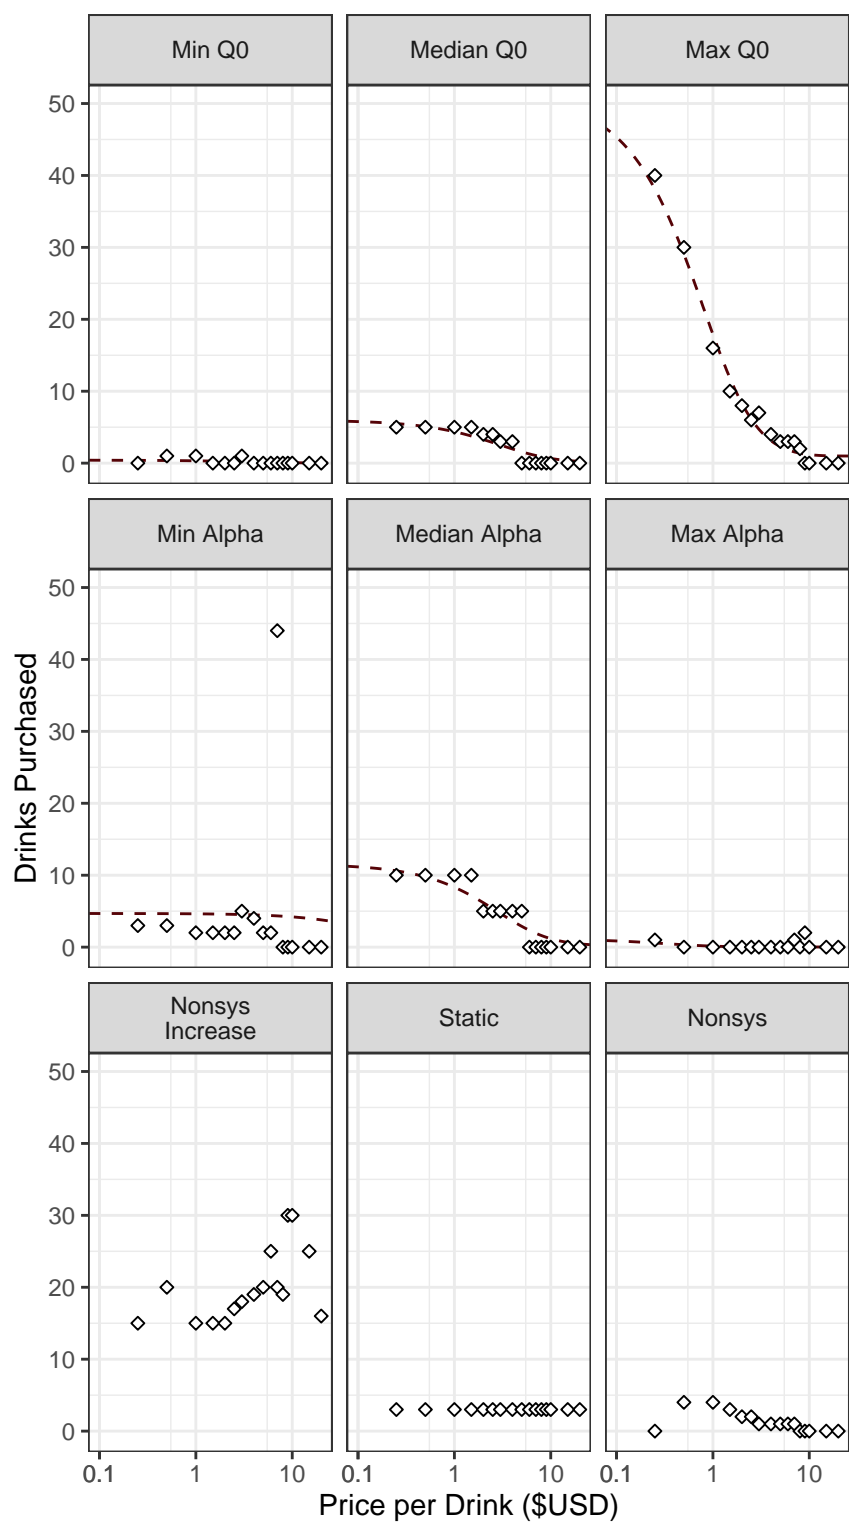 Min Q0
Median Q0
Max Q0
50
40
30
20
10
0
Min Alpha
Median Alpha
Max Alpha
50
40
30
20
10
0
Drinks Purchased
Nonsys
Increase
Static
Nonsys
50
40
30
20
10
0
0.1 1 10
0.1 1 10
0.1 1 10
Price per Drink ($USD)